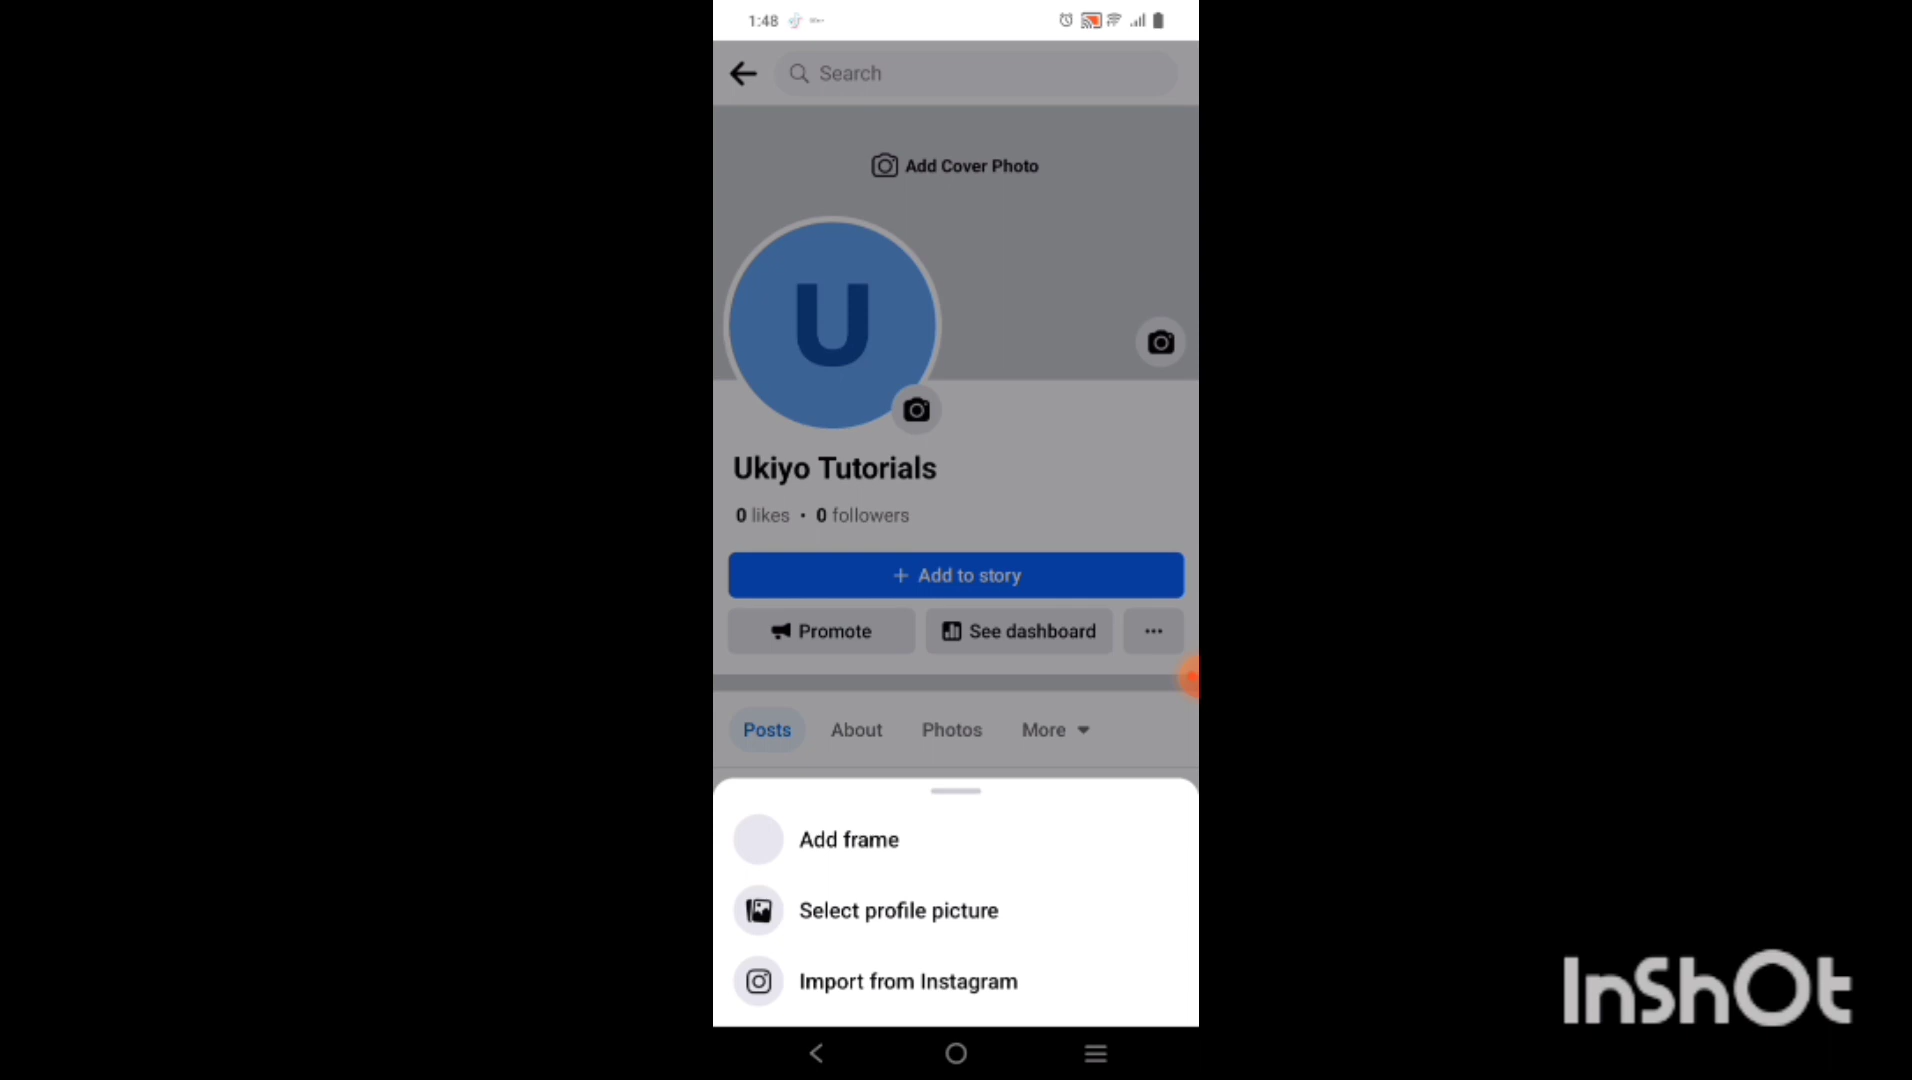 1:48
Search
Add Cover Photo
U
Ukiyo Tutorials
0 likes • 0 followers
+ Add to story
Promote
See dashboard
Posts
About
Photos
More
Add frame
Select profile picture
Import from Instagram
InShOt